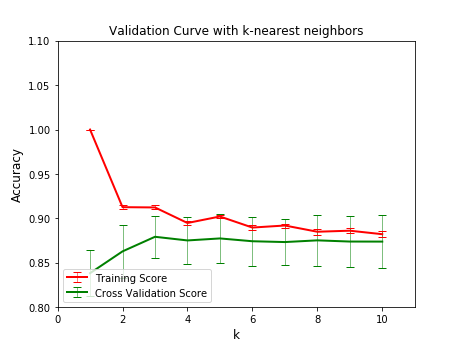 Validation Curve with k-nearest neighbors
1.10
1.05
1.00
0.95
0.90
0.85
0.80
Accuracy
0
2
4
6
8
10
k
Training Score
Cross Validation Score